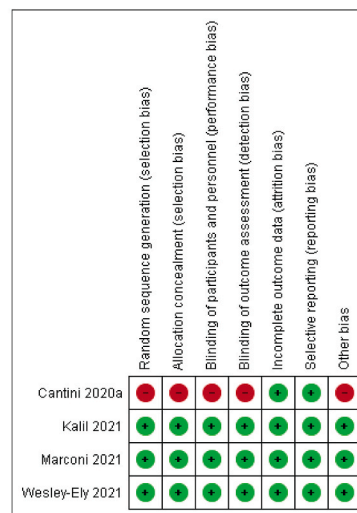 Random sequence generation (selection bias)
Allocation concealment (selection bias)
Blinding of participants and personnel (performance bias)
Blinding of outcome assessment (detection bias)
Incomplete outcome data (attrition bias)
Selective reporting (reporting bias)
Other bias
Cantini 2020a - - - - + + -
Kalil 2021 + + + + + + +
Marconi 2021 + + + + + + +
Wesley-Ely 2021 + + + + + + +